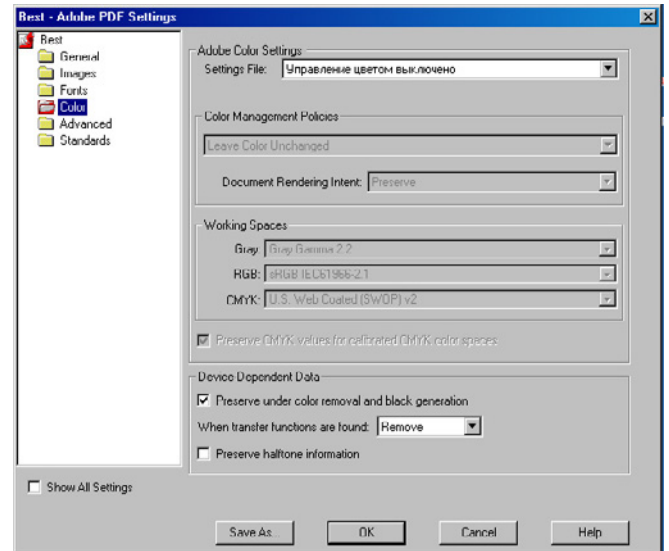 Best - Adobe PDF Settings
Best
General
Images
Fonts
Color
Advanced
Standards
Show All Settings
Adobe Color Settings
Settings File: Управление цветом выключено
Color Management Policies
Leave Color Unchanged
Document Rendering Intent: Preserve
Working Spaces
Gray: Gray Gamma 2.2
RGB: sRGB IEC61966-2.1
CMYK: U.S. Web Coated (SWOP) v2
Preserve CMYK values for calibrated CMYK color spaces
Device Dependent Data
Preserve under color removal and black generation
When transfer functions are found: Remove
Preserve halftone information
Save As... OK Cancel Help